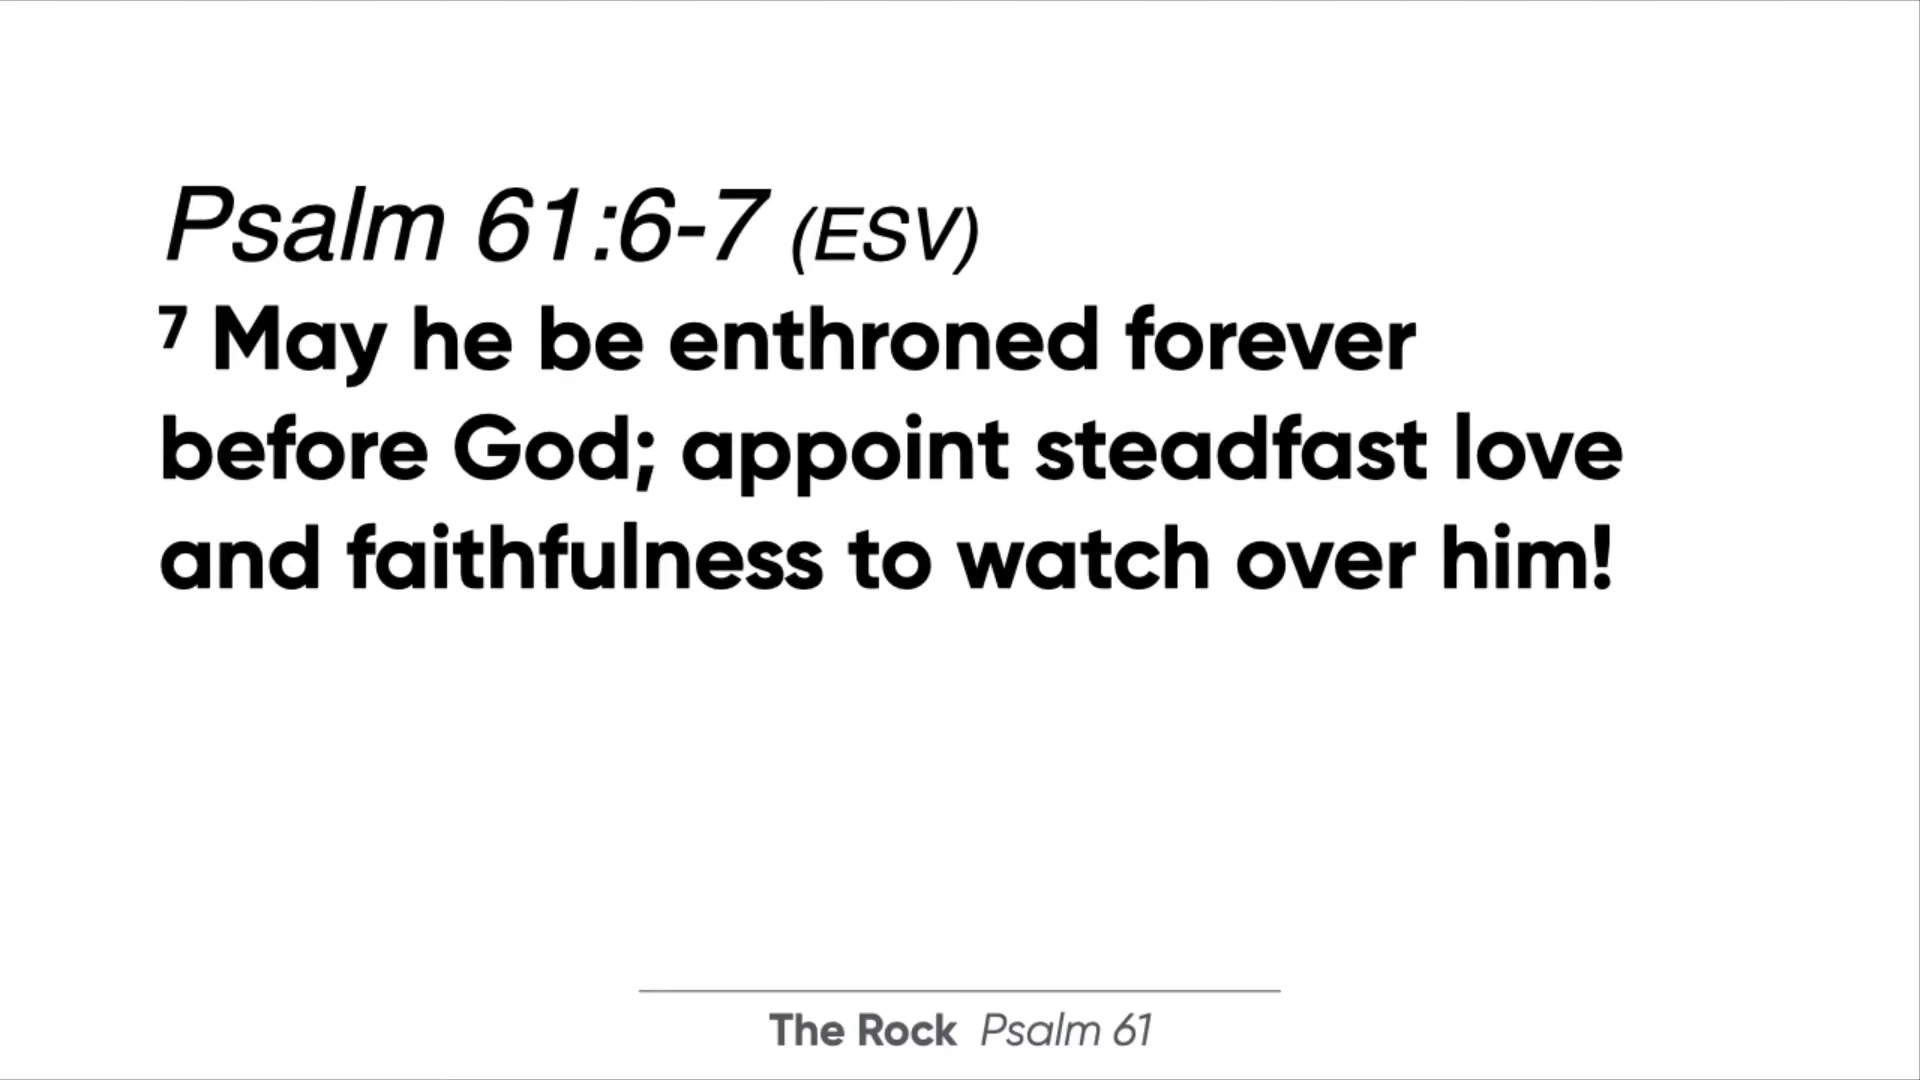 Psalm 61:6-7 (ESV)
⁷ May he be enthroned forever
before God; appoint steadfast love
and faithfulness to watch over him!
The Rock Psalm 61